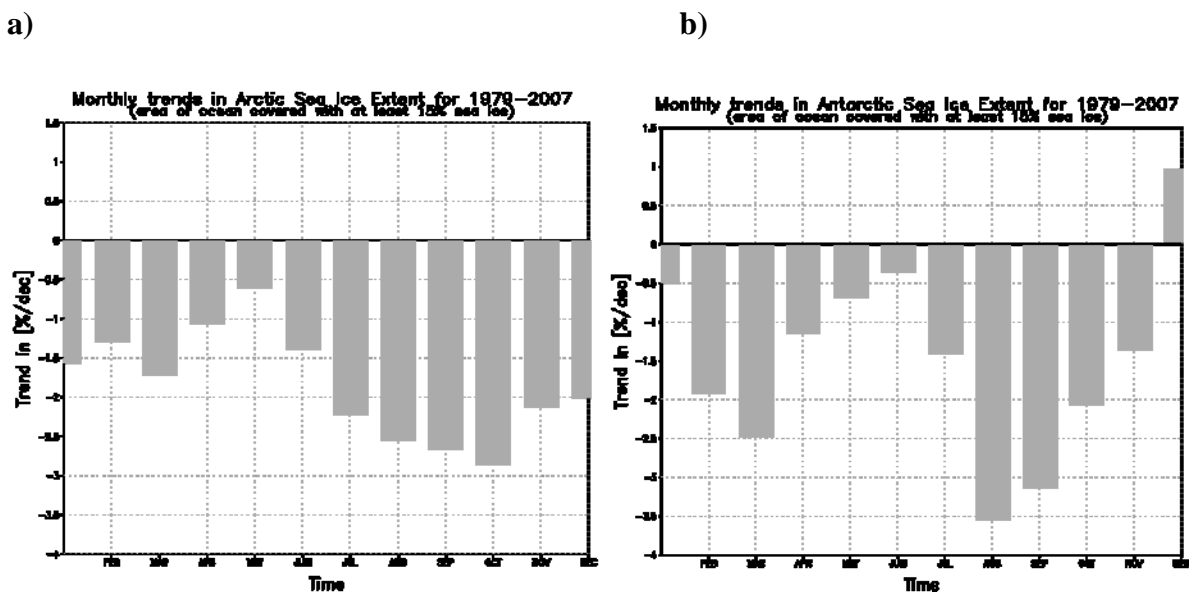 a)
b)
Monthly trends in Arctic Sea Ice Extent for 1979-2007
(area of ocean covered with at least 15% sea ice)
1.5
1
0.5
0
-0.5
-1
-1.5
-2
-2.5
-3
-3.5
-4
Trend in [%/dec]
FEB MAR APR MAY JUN JUL AUG SEP OCT NOV DEC
Time
Monthly trends in Antarctic Sea Ice Extent for 1979-2007
(area of ocean covered with at least 15% sea ice)
1.5
1
0.5
0
-0.5
-1
-1.5
-2
-2.5
-3
-3.5
-4
Trend in [%/dec]
FEB MAR APR MAY JUN JUL AUG SEP OCT NOV DEC
Time